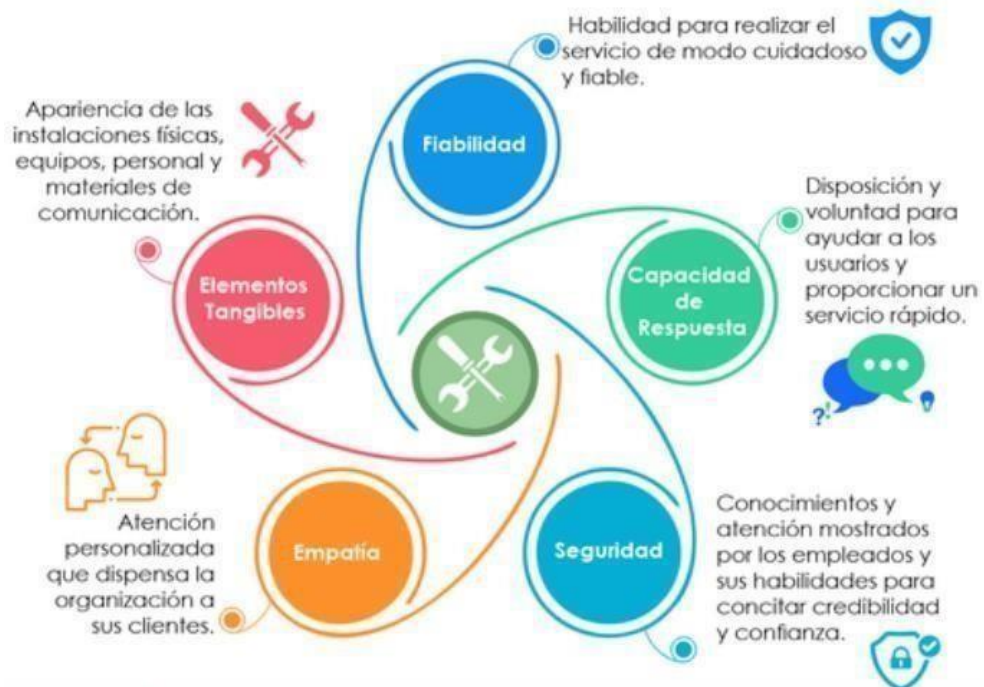 Habilidad para realizar el
servicio de modo cuidadoso
y fiable.
Fiabilidad
Apariencia de las
instalaciones físicas,
equipos, personal y
materiales de
comunicación.
Elementos
Tangibles
Disposición y
voluntad para
ayudar a los
usuarios y
proporcionar un
servicio rápido.
Capacidad
de
Respuesta
?!
Atención
personalizada
que dispensa la
organización a
sus clientes.
Empatía
Seguridad
Conocimientos y
atención mostrados
por los empleados y
sus habilidades para
concitar credibilidad
y confianza.